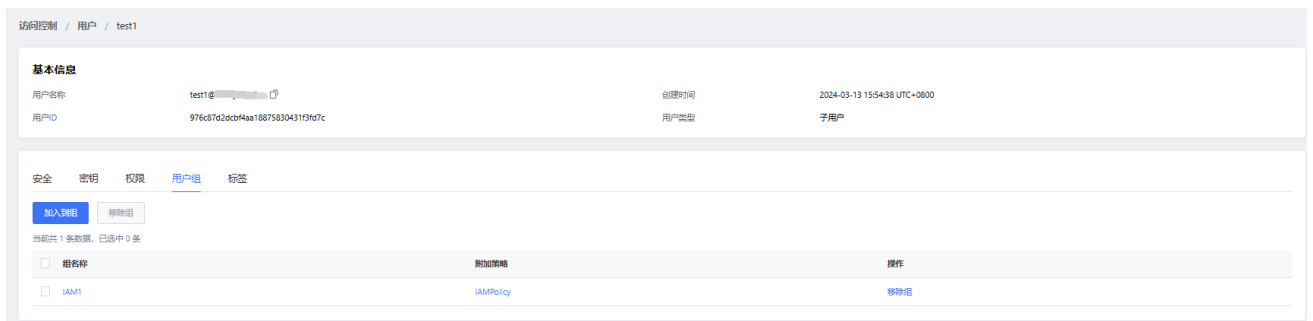 访问控制 / 用户 / test1
基本信息
用户名称 test1@ 创建时间 2024-03-13 15:54:38 UTC+0800
用户ID 976c87d2dcbf4aa18875830431f3fd7c 用户类型 子用户
安全 密钥 权限 用户组 标签
加入到组 移除组
当前共 1 条数据，已选中 0 条
组名称 附加策略 操作
IAM1 IAMPolicy 移除组